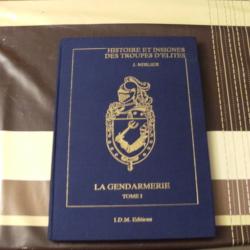 HISTOIRE ET INSIGNES
DES TROUPES D'ELITES
LA GENDARMERIE
TOME I
I.D.M. Editions